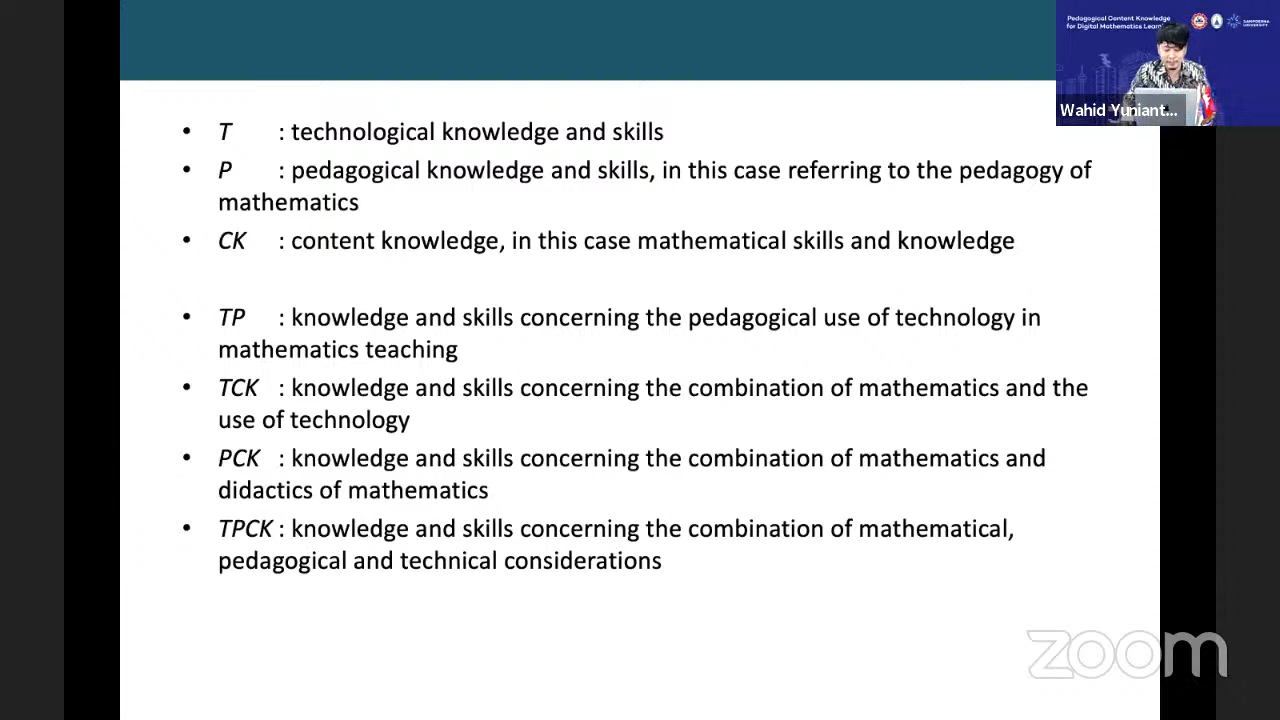 Pedagogical Content Knowledge
for Digital Mathematics
SAMPOERNA
UNIVERSITY
Wahid Yuniant...
• T : technological knowledge and skills
• P : pedagogical knowledge and skills, in this case referring to the pedagogy of
mathematics
• CK : content knowledge, in this case mathematical skills and knowledge
• TP : knowledge and skills concerning the pedagogical use of technology in
mathematics teaching
• TCK : knowledge and skills concerning the combination of mathematics and the
use of technology
• PCK : knowledge and skills concerning the combination of mathematics and
didactics of mathematics
• TPCK : knowledge and skills concerning the combination of mathematical,
pedagogical and technical considerations
zoom